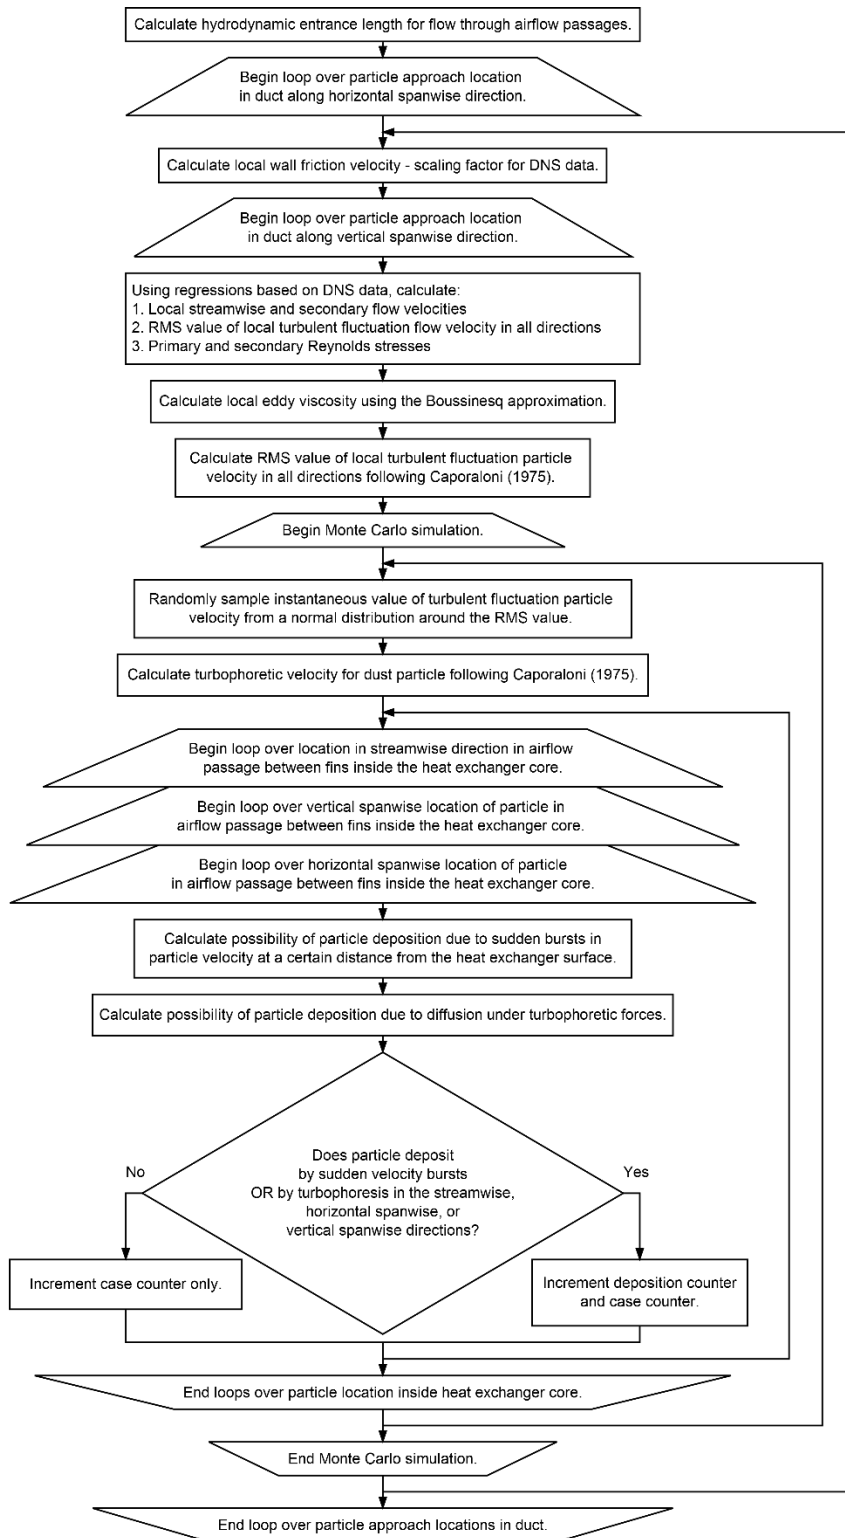 Calculate hydrodynamic entrance length for flow through airflow passages.
Begin loop over particle approach location
in duct along horizontal spanwise direction.
Calculate local wall friction velocity - scaling factor for DNS data.
Begin loop over particle approach location
in duct along vertical spanwise direction.
Using regressions based on DNS data, calculate:
1. Local streamwise and secondary flow velocities
2. RMS value of local turbulent fluctuation flow velocity in all directions
3. Primary and secondary Reynolds stresses
Calculate local eddy viscosity using the Boussinesq approximation.
Calculate RMS value of local turbulent fluctuation particle
velocity in all directions following Caporaloni (1975).
Begin Monte Carlo simulation.
Randomly sample instantaneous value of turbulent fluctuation particle
velocity from a normal distribution around the RMS value.
Calculate turbophoretic velocity for dust particle following Caporaloni (1975).
Begin loop over location in streamwise direction in airflow
passage between fins inside the heat exchanger core.
Begin loop over vertical spanwise location of particle in
airflow passage between fins inside the heat exchanger core.
Begin loop over horizontal spanwise location of particle
in airflow passage between fins inside the heat exchanger core.
Calculate possibility of particle deposition due to sudden bursts in
particle velocity at a certain distance from the heat exchanger surface.
Calculate possibility of particle deposition due to diffusion under turbophoretic forces.
Does particle deposit
by sudden velocity bursts
OR by turbophoresis in the streamwise,
horizontal spanwise, or
vertical spanwise directions?
No
Yes
Increment case counter only.
Increment deposition counter
and case counter.
End loops over particle location inside heat exchanger core.
End Monte Carlo simulation.
End loop over particle approach locations in duct.